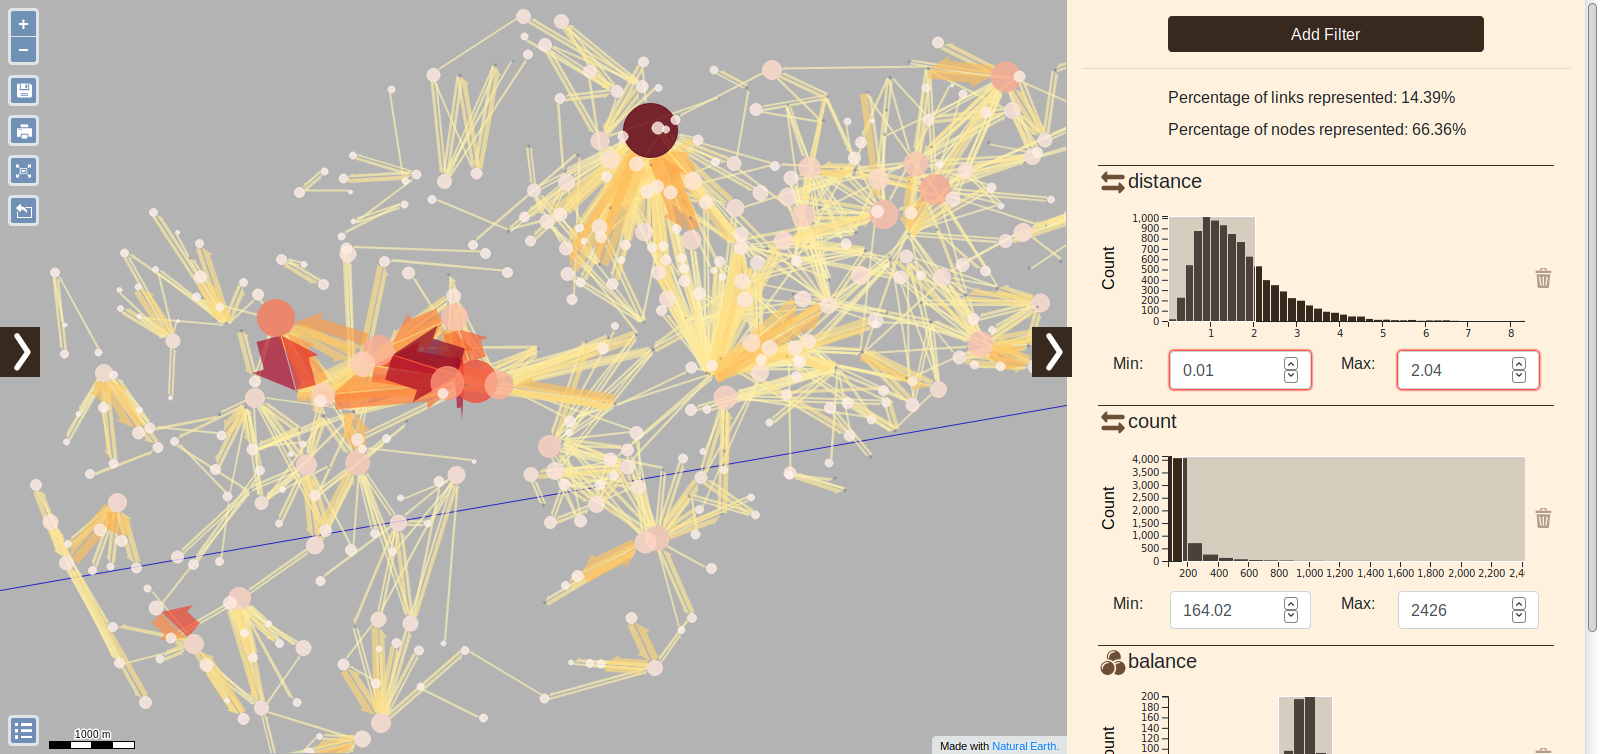 +
−
1000 m
Made with Natural Earth.
Add Filter
Percentage of links represented: 14.39%
Percentage of nodes represented: 66.36%
distance
Count
1,000
900
800
700
600
500
400
300
200
100
0
1 2 3 4 5 6 7 8
Min: 0.01 Max: 2.04
count
Count
4,000
3,500
3,000
2,500
2,000
1,500
1,000
500
0
200 400 600 800 1,000 1,200 1,400 1,600 1,800 2,000 2,200 2,4
Min: 164.02 Max: 2426
balance
ount
200
180
160
140
120
100